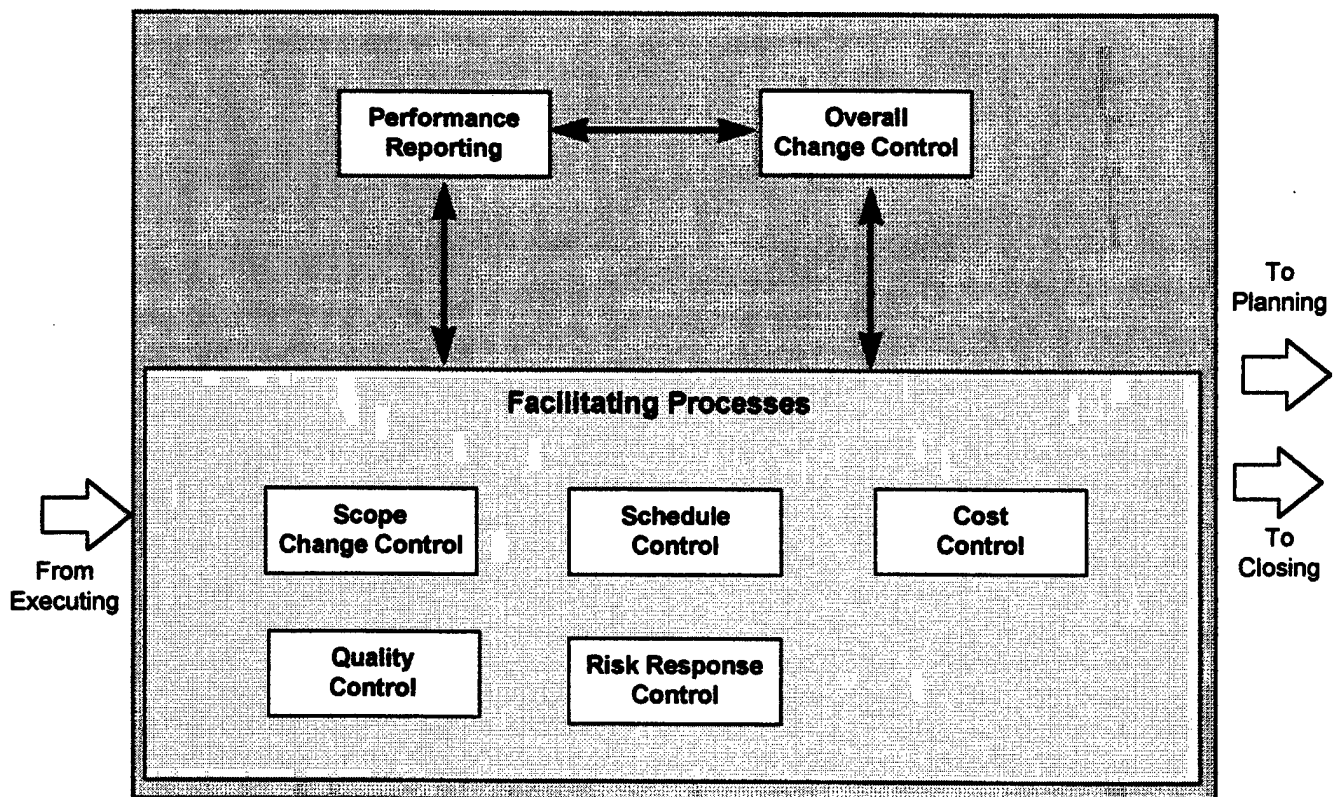 Performance
Reporting
Overall
Change Control
To
Planning
Facilitating Processes
Scope
Change Control
Schedule
Control
Cost
Control
From
Executing
To
Closing
Quality
Control
Risk Response
Control